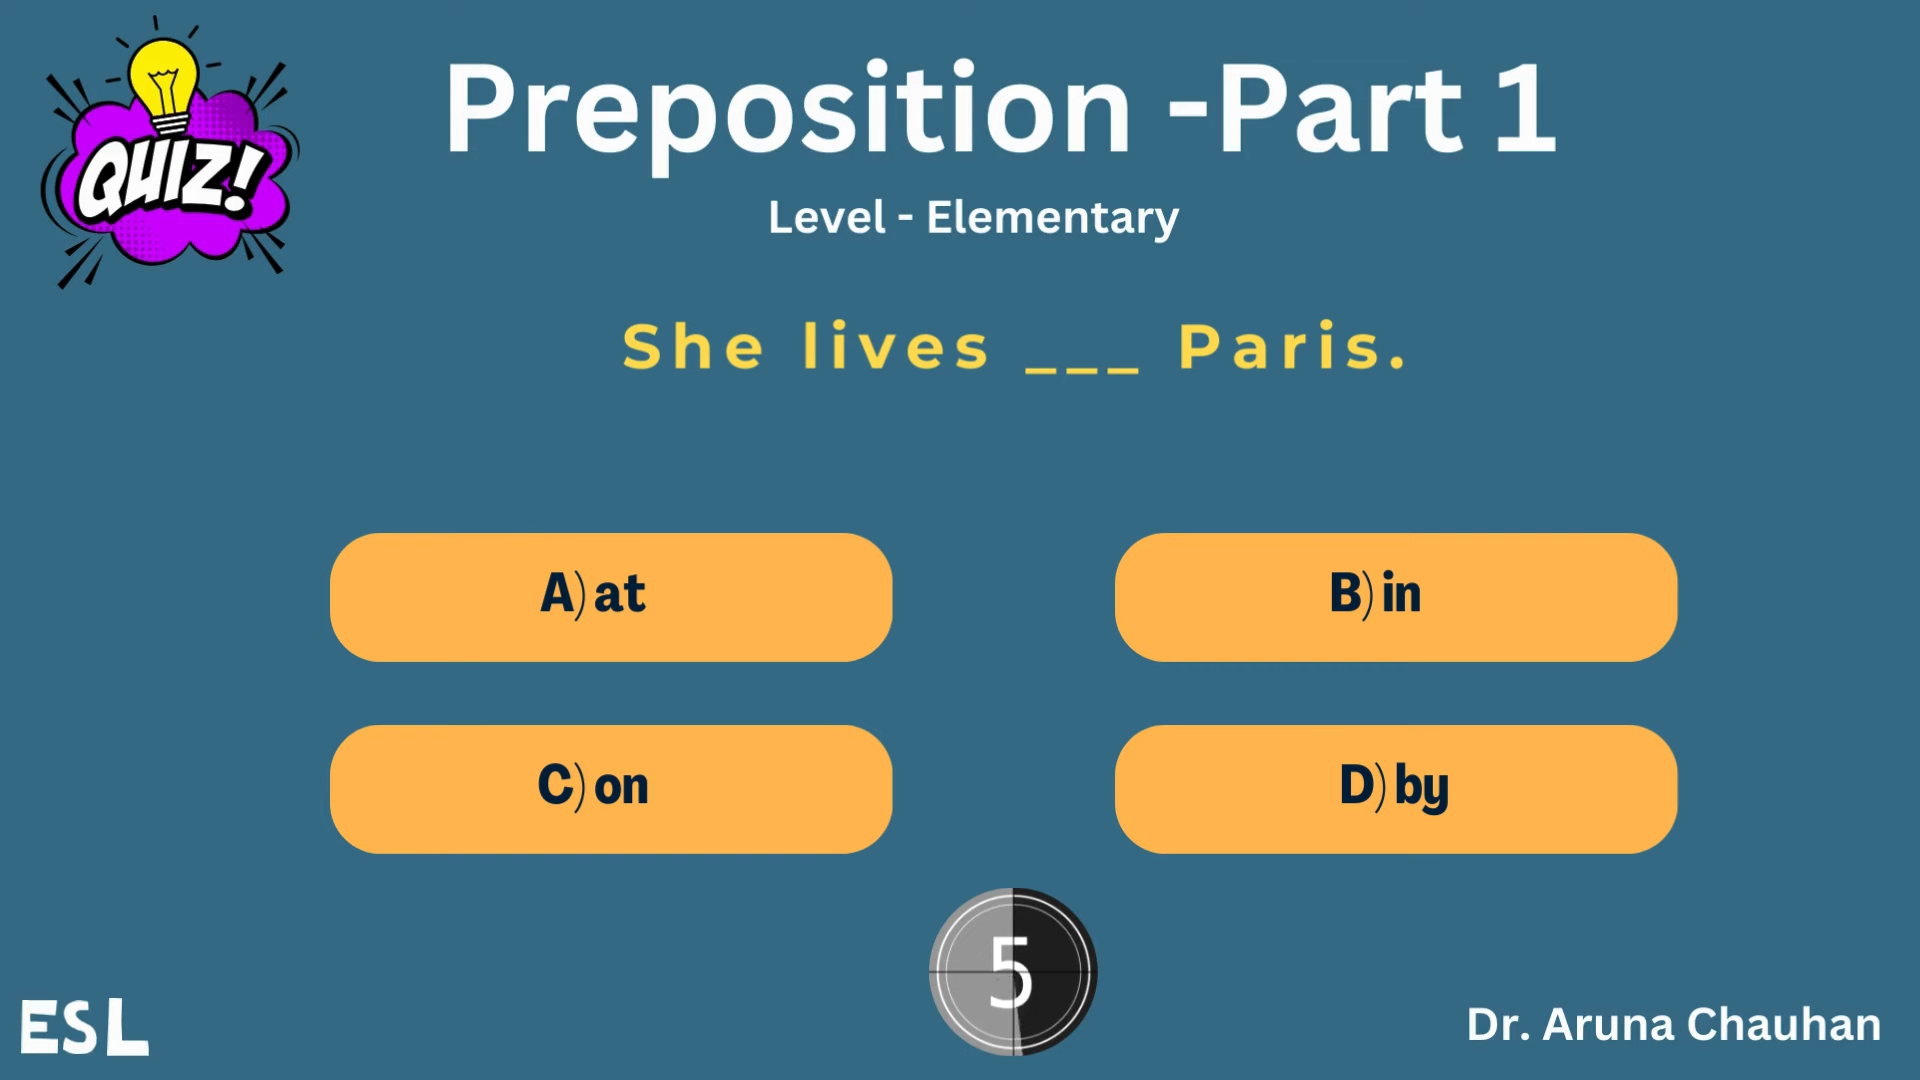 QUIZ!
Preposition -Part 1
Level - Elementary
She lives ___ Paris.
A) at
B) in
C) on
D) by
5
ESL
Dr. Aruna Chauhan